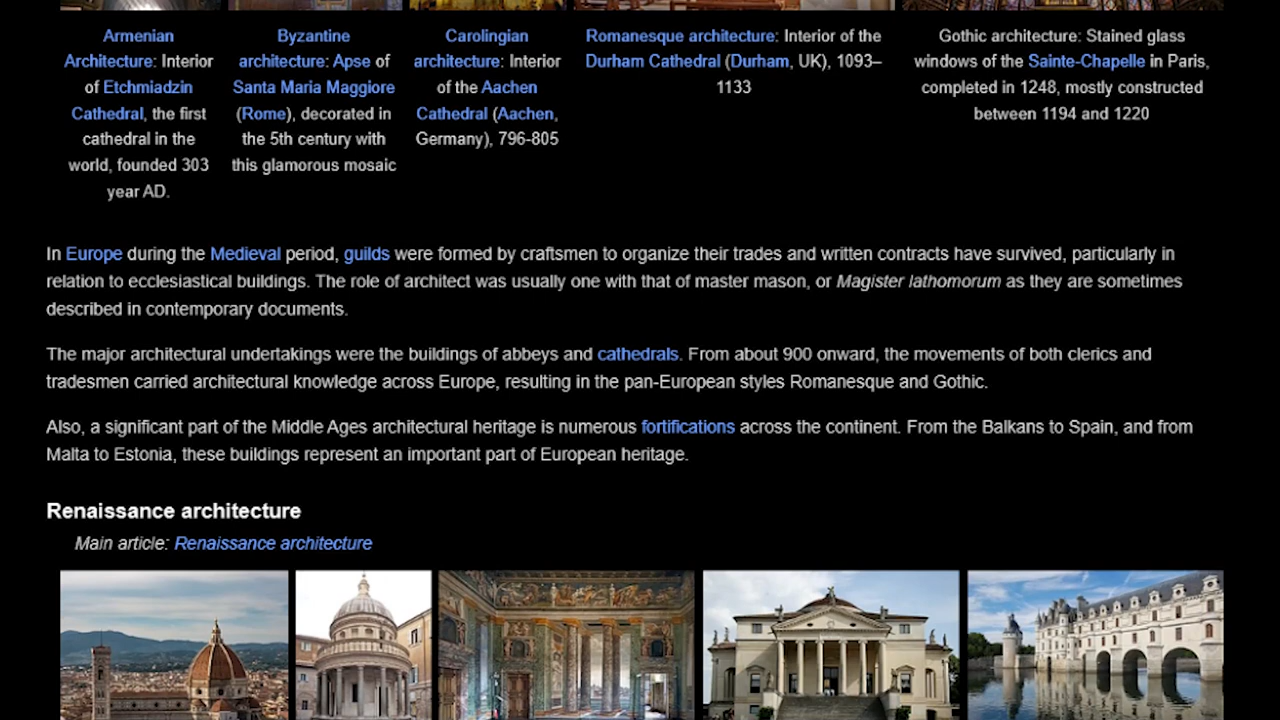 Armenian
Architecture: Interior
of Etchmiadzin
Cathedral, the first
cathedral in the
world, founded 303
year AD.
Byzantine
architecture: Apse of
Santa Maria Maggiore
(Rome), decorated in
the 5th century with
this glamorous mosaic
Carolingian
architecture: Interior
of the Aachen
Cathedral (Aachen,
Germany), 796-805
Romanesque architecture: Interior of the
Durham Cathedral (Durham, UK), 1093–
1133
Gothic architecture: Stained glass
windows of the Sainte-Chapelle in Paris,
completed in 1248, mostly constructed
between 1194 and 1220
In Europe during the Medieval period, guilds were formed by craftsmen to organize their trades and written contracts have survived, particularly in
relation to ecclesiastical buildings. The role of architect was usually one with that of master mason, or Magister lathomorum as they are sometimes
described in contemporary documents.
The major architectural undertakings were the buildings of abbeys and cathedrals. From about 900 onward, the movements of both clerics and
tradesmen carried architectural knowledge across Europe, resulting in the pan-European styles Romanesque and Gothic.
Also, a significant part of the Middle Ages architectural heritage is numerous fortifications across the continent. From the Balkans to Spain, and from
Malta to Estonia, these buildings represent an important part of European heritage.
Renaissance architecture
Main article: Renaissance architecture